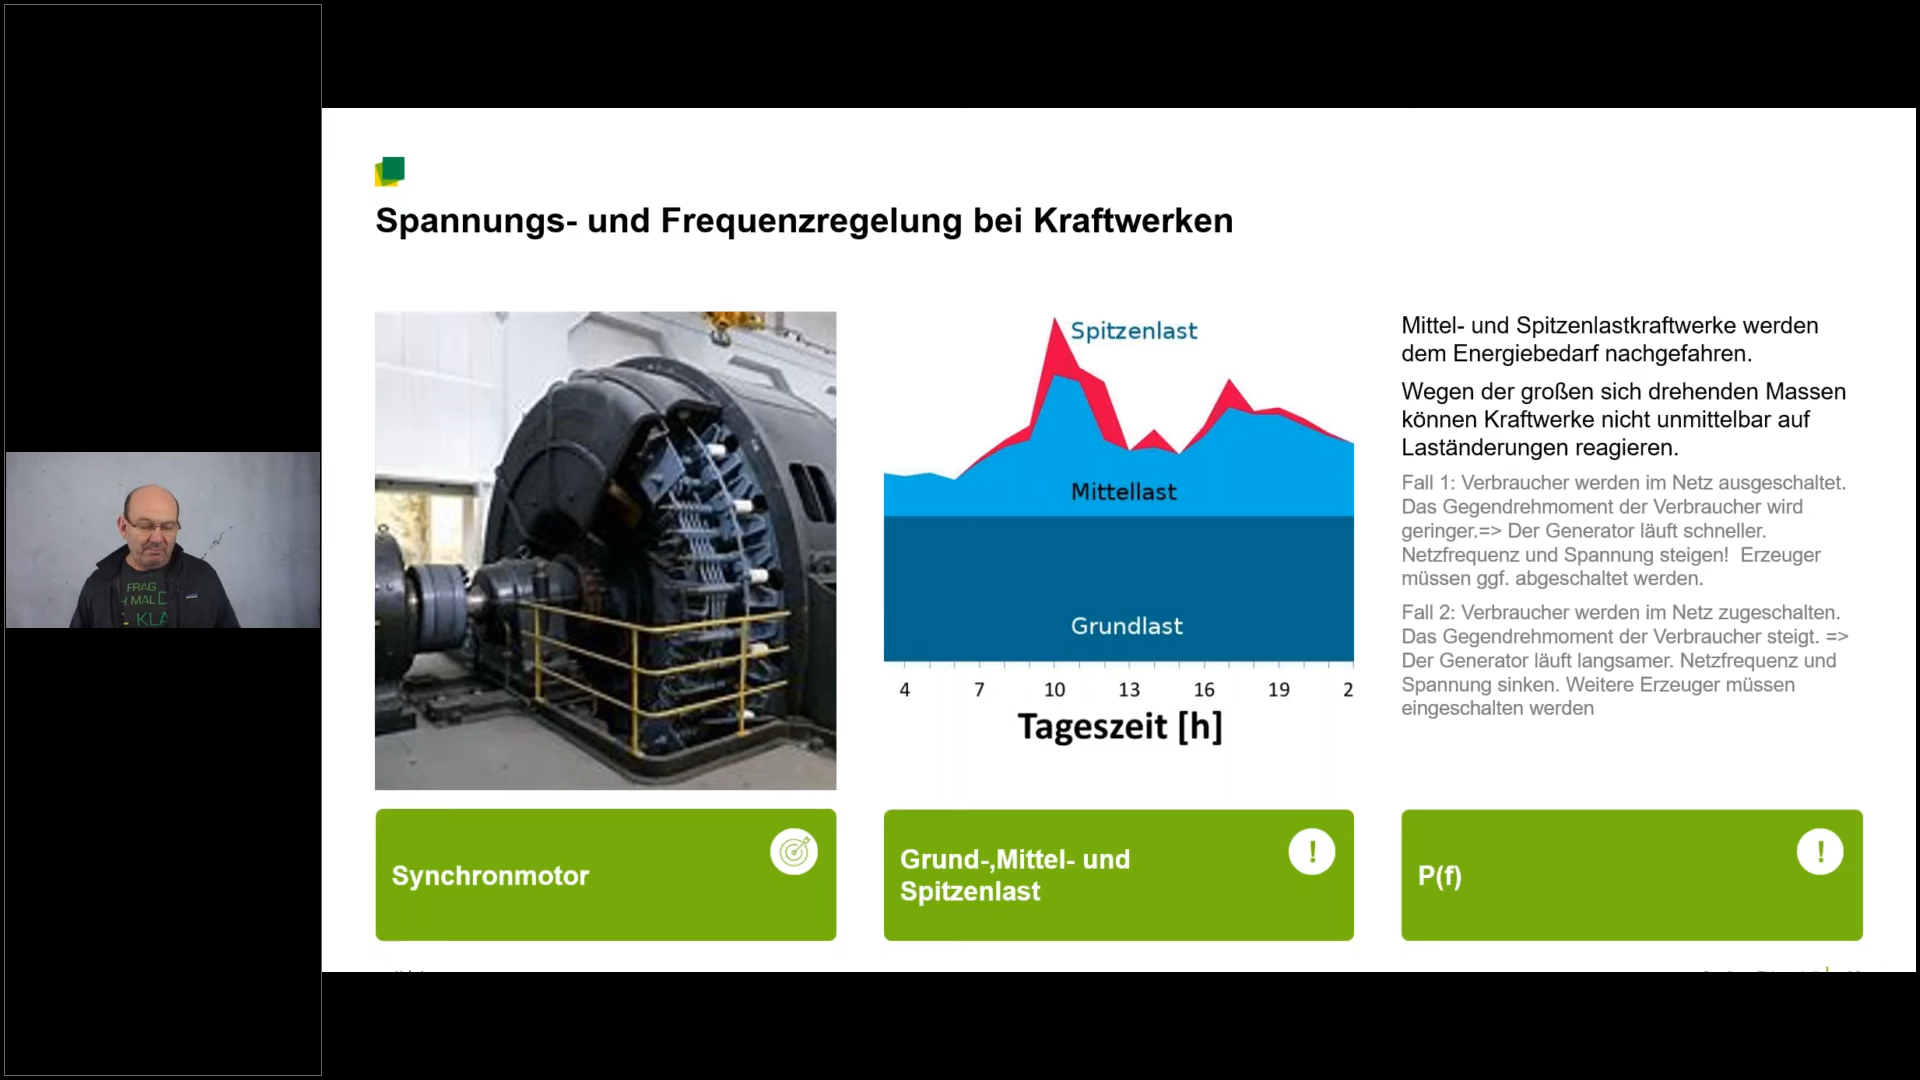 Spannungs- und Frequenzregelung bei Kraftwerken
Spitzenlast
Mittellast
Grundlast
4 7 10 13 16 19 2
Tageszeit [h]
Mittel- und Spitzenlastkraftwerke werden
dem Energiebedarf nachgefahren.
Wegen der großen sich drehenden Massen
können Kraftwerke nicht unmittelbar auf
Laständerungen reagieren.
Fall 1: Verbraucher werden im Netz ausgeschaltet.
Das Gegendrehmoment der Verbraucher wird
geringer.=> Der Generator läuft schneller.
Netzfrequenz und Spannung steigen!  Erzeuger
müssen ggf. abgeschaltet werden.
Fall 2: Verbraucher werden im Netz zugeschalten.
Das Gegendrehmoment der Verbraucher steigt. =>
Der Generator läuft langsamer. Netzfrequenz und
Spannung sinken. Weitere Erzeuger müssen
eingeschalten werden
Synchronmotor
Grund-,Mittel- und
Spitzenlast
!
P(f)
!
FRAG
MAL
KLA